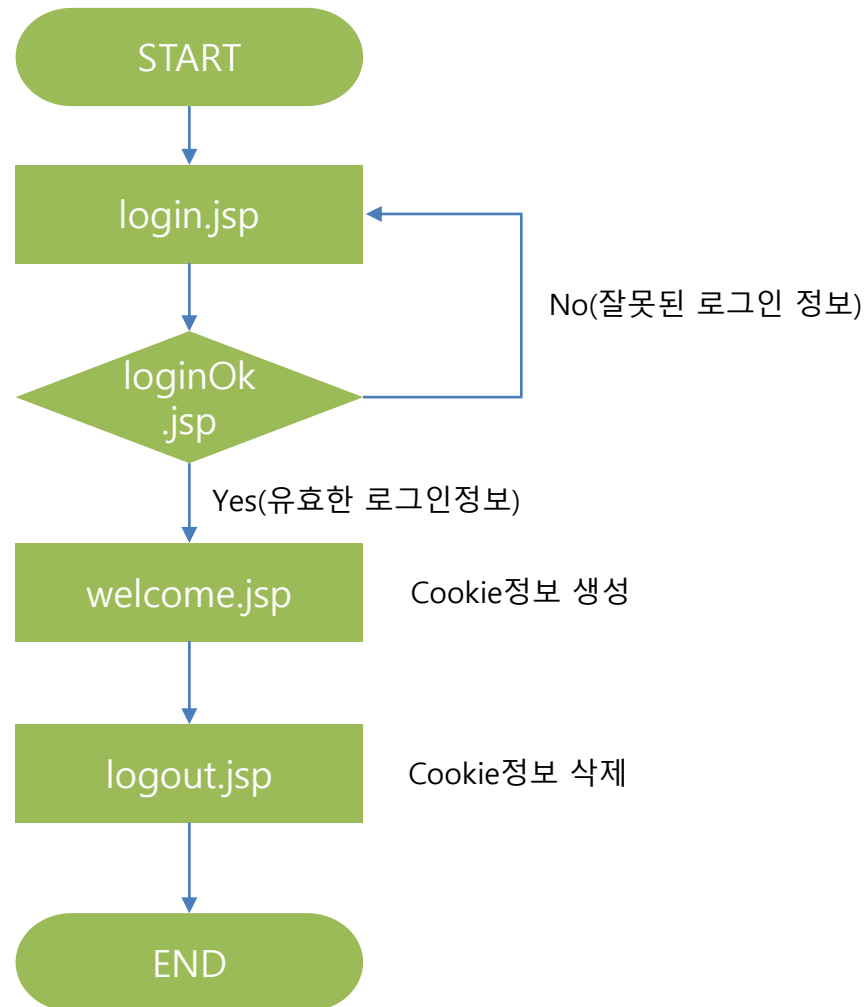 START
login.jsp
No(잘못된 로그인 정보)
loginOk
.jsp
Yes(유효한 로그인정보)
welcome.jsp
Cookie정보 생성
logout.jsp
Cookie정보 삭제
END